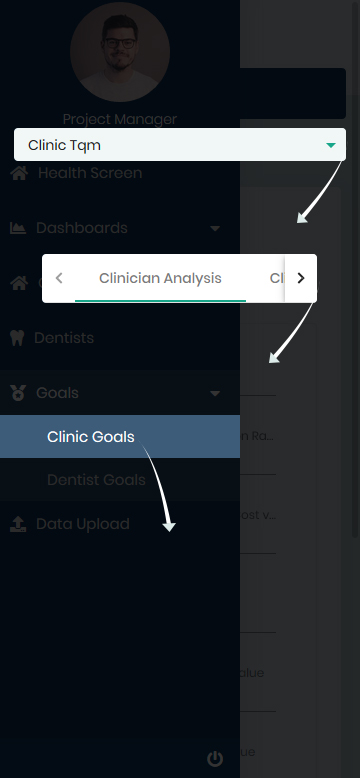 Project Manager
Clinic Tqm
Health Screen
Dashboards
Clinician Analysis
Cl
Dentists
Goals
Clinic Goals
n Ra...
Dentist Goals
ost v...
Data Upload
alue
ue